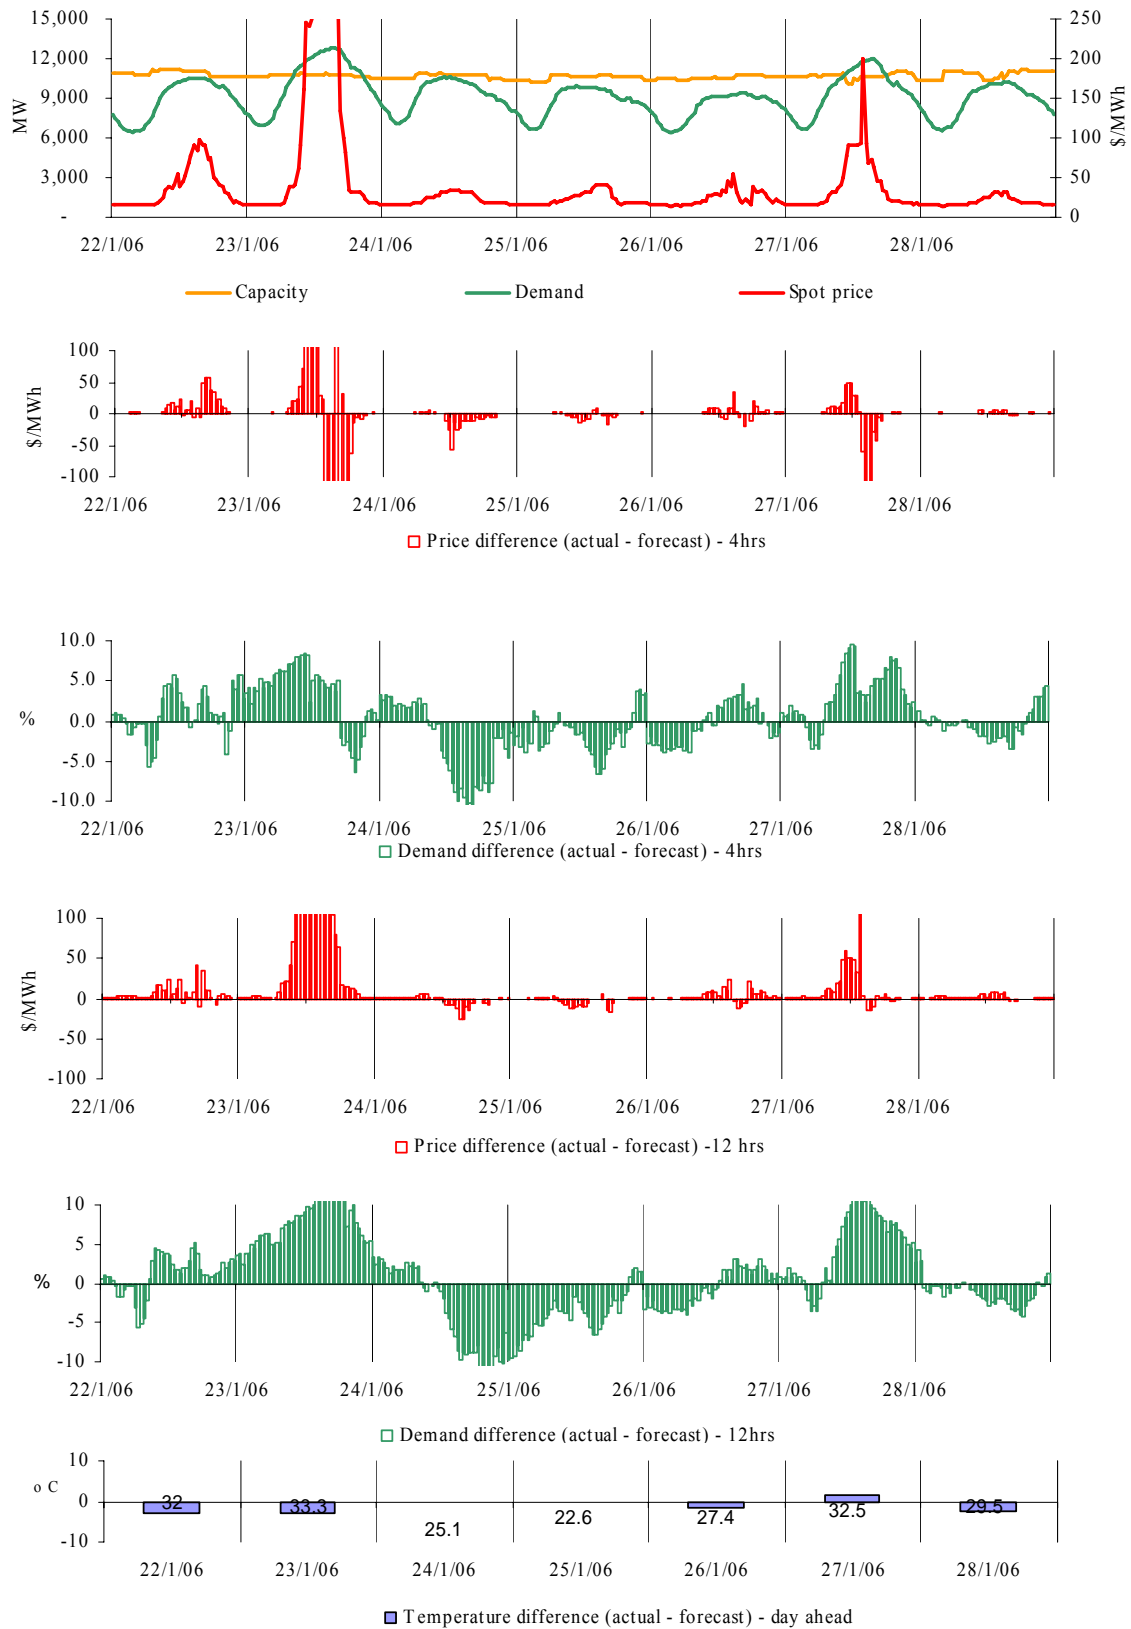 15,000 250
12,000 200
9,000 150
6,000 100
3,000 50
- 0
MW
$/MWh
22/1/06 23/1/06 24/1/06 25/1/06 26/1/06 27/1/06 28/1/06
Capacity Demand Spot price
100
50
0
-50
-100
$/MWh
22/1/06 23/1/06 24/1/06 25/1/06 26/1/06 27/1/06 28/1/06
Price difference (actual - forecast) - 4hrs
10.0
5.0
0.0
-5.0
-10.0
%
22/1/06 23/1/06 24/1/06 25/1/06 26/1/06 27/1/06 28/1/06
Demand difference (actual - forecast) - 4hrs
100
50
0
-50
-100
$/MWh
22/1/06 23/1/06 24/1/06 25/1/06 26/1/06 27/1/06 28/1/06
Price difference (actual - forecast) -12 hrs
10
5
0
-5
-10
%
22/1/06 23/1/06 24/1/06 25/1/06 26/1/06 27/1/06 28/1/06
Demand difference (actual - forecast) - 12hrs
10
0
-10
o C
32 33.3 25.1 22.6 27.4 32.5 29.5
22/1/06 23/1/06 24/1/06 25/1/06 26/1/06 27/1/06 28/1/06
Temperature difference (actual - forecast) - day ahead